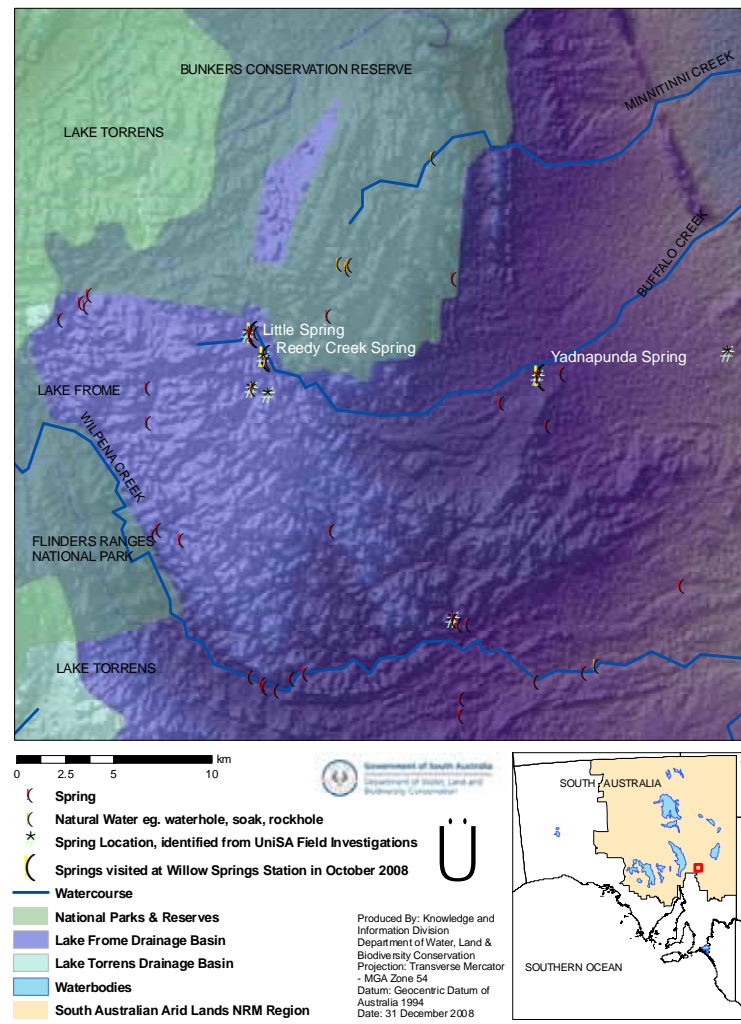 BUNKERS CONSERVATION RESERVE
MINNITINNI CREEK
LAKE TORRENS
BUFFALO CREEK
Little Spring
Reedy Creek Spring
Yadnapunda Spring
LAKE FROME
WILPENA CREEK
FLINDERS RANGES
NATIONAL PARK
LAKE TORRENS
km
0 2.5 5 10
Government of South Australia
Department of Water, Land and
Biodiversity Conservation
Spring
Natural Water eg. waterhole, soak, rockhole
Spring Location, identified from UniSA Field Investigations
Springs visited at Willow Springs Station in October 2008
Watercourse
National Parks & Reserves
Lake Frome Drainage Basin
Lake Torrens Drainage Basin
Waterbodies
South Australian Arid Lands NRM Region
Ü
Produced By: Knowledge and
Information Division
Department of Water, Land &
Biodiversity Conservation
Projection: Transverse Mercator
- MGA Zone 54
Datum: Geocentric Datum of
Australia 1994
Date: 31 December 2008
SOUTH AUSTRALIA
SOUTHERN OCEAN